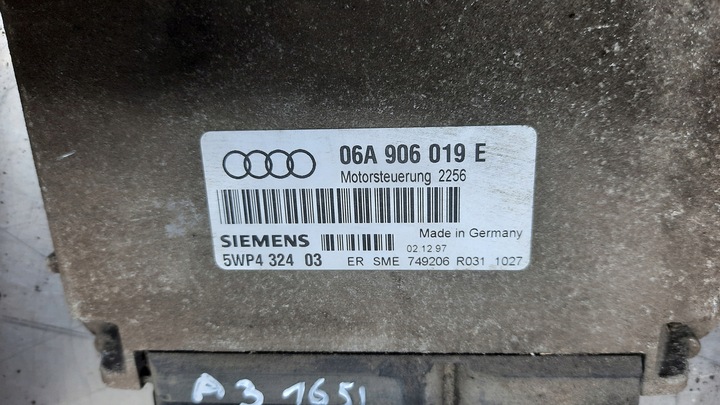 06A 906 019 E
Motorsteuerung 2256
SIEMENS
Made in Germany
02.12.97
5WP4 324 03 ER SME 749206 R031 1027
A3